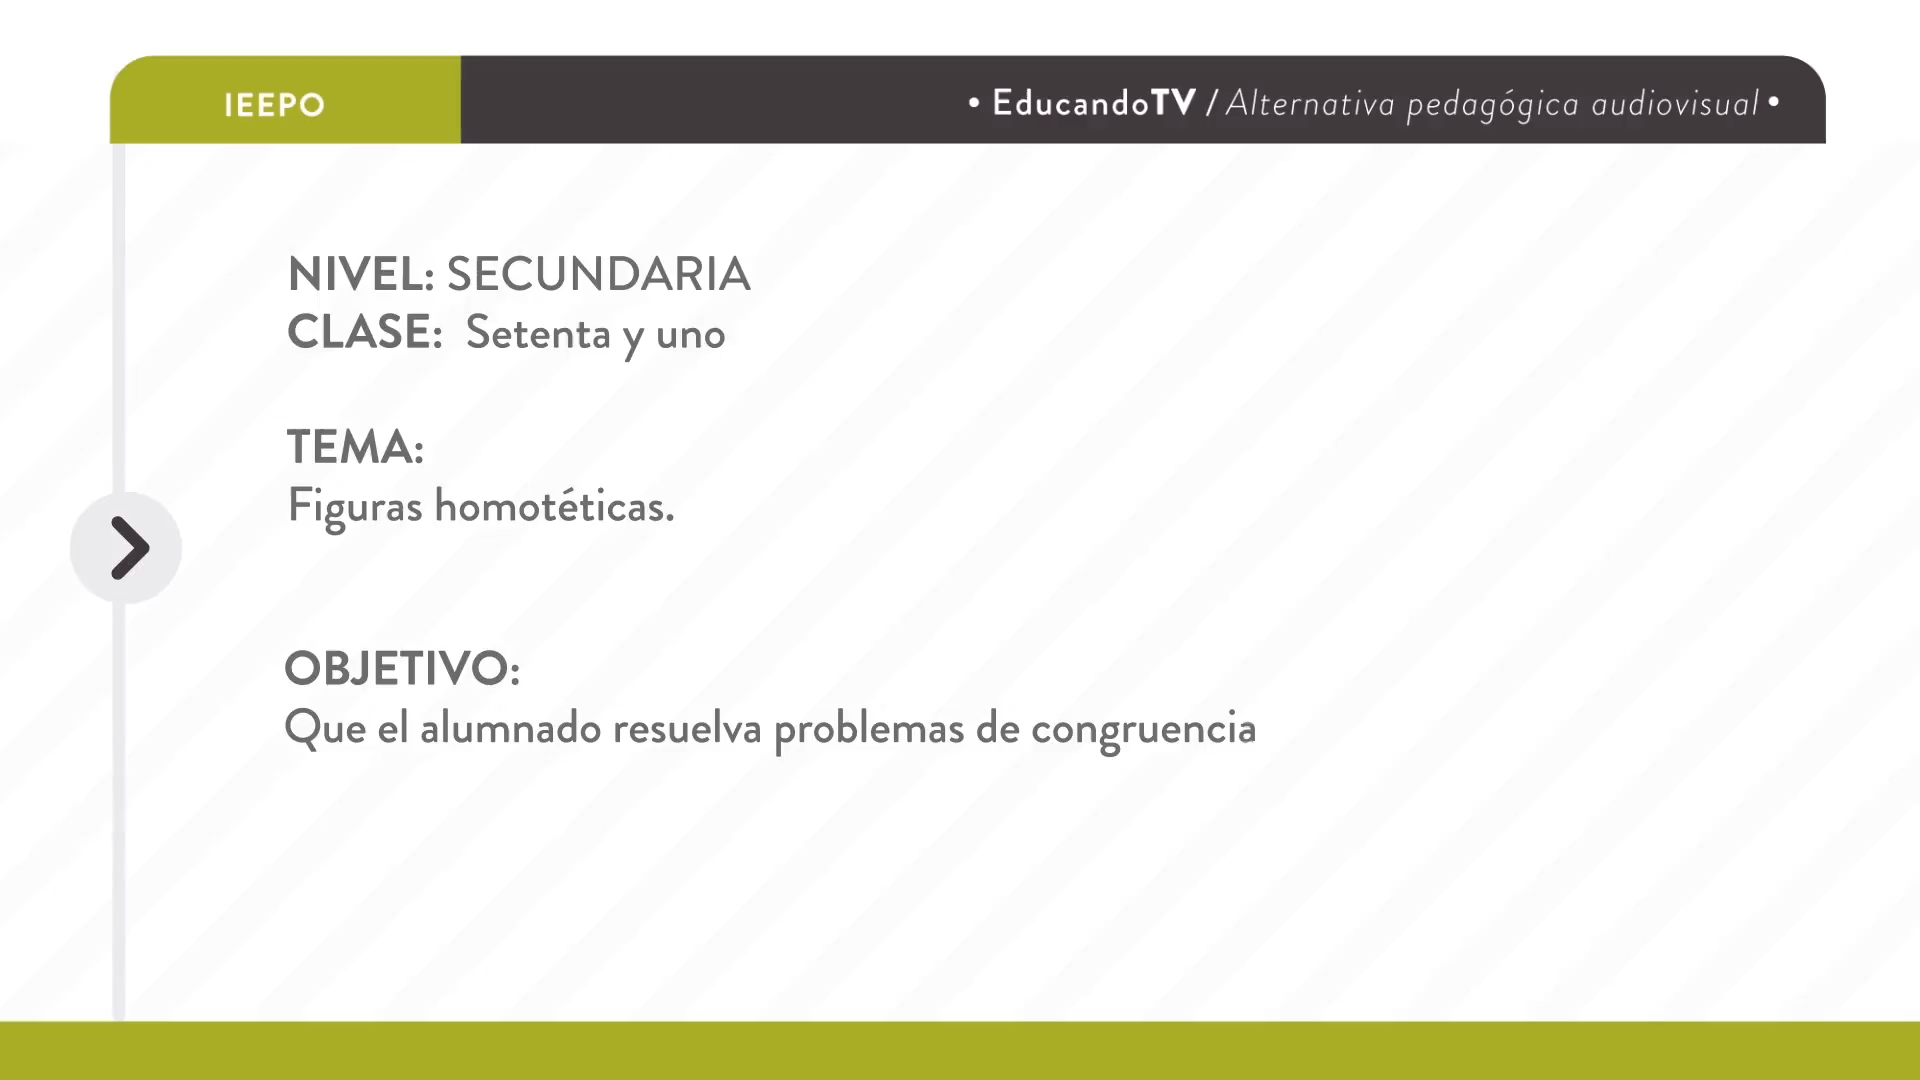 IEEPO
• EducandoTV / Alternativa pedagógica audiovisual •
NIVEL: SECUNDARIA
CLASE: Setenta y uno
TEMA:
Figuras homotéticas.
OBJETIVO:
Que el alumnado resuelva problemas de congruencia